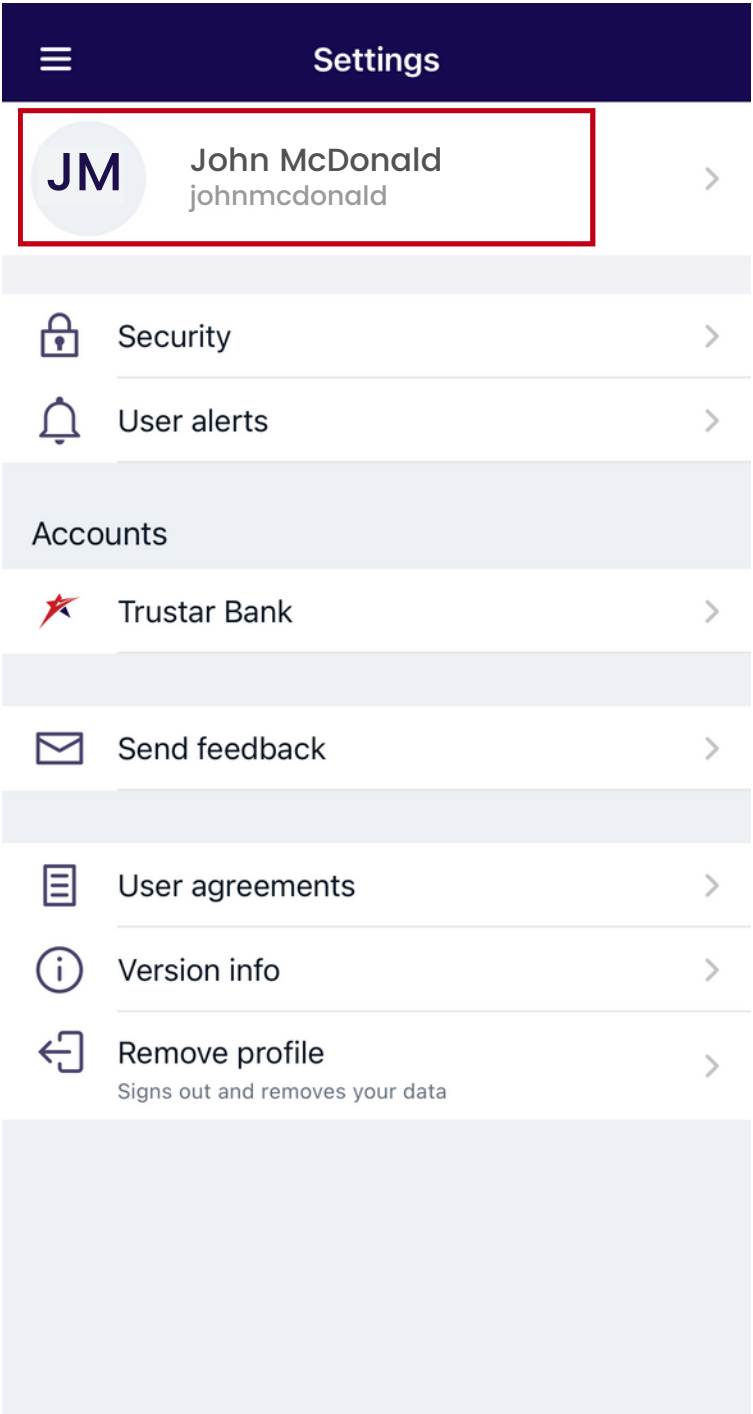 Settings
JM
John McDonald
johnmcdonald
Security
User alerts
Accounts
Trustar Bank
Send feedback
User agreements
Version info
Remove profile
Signs out and removes your data